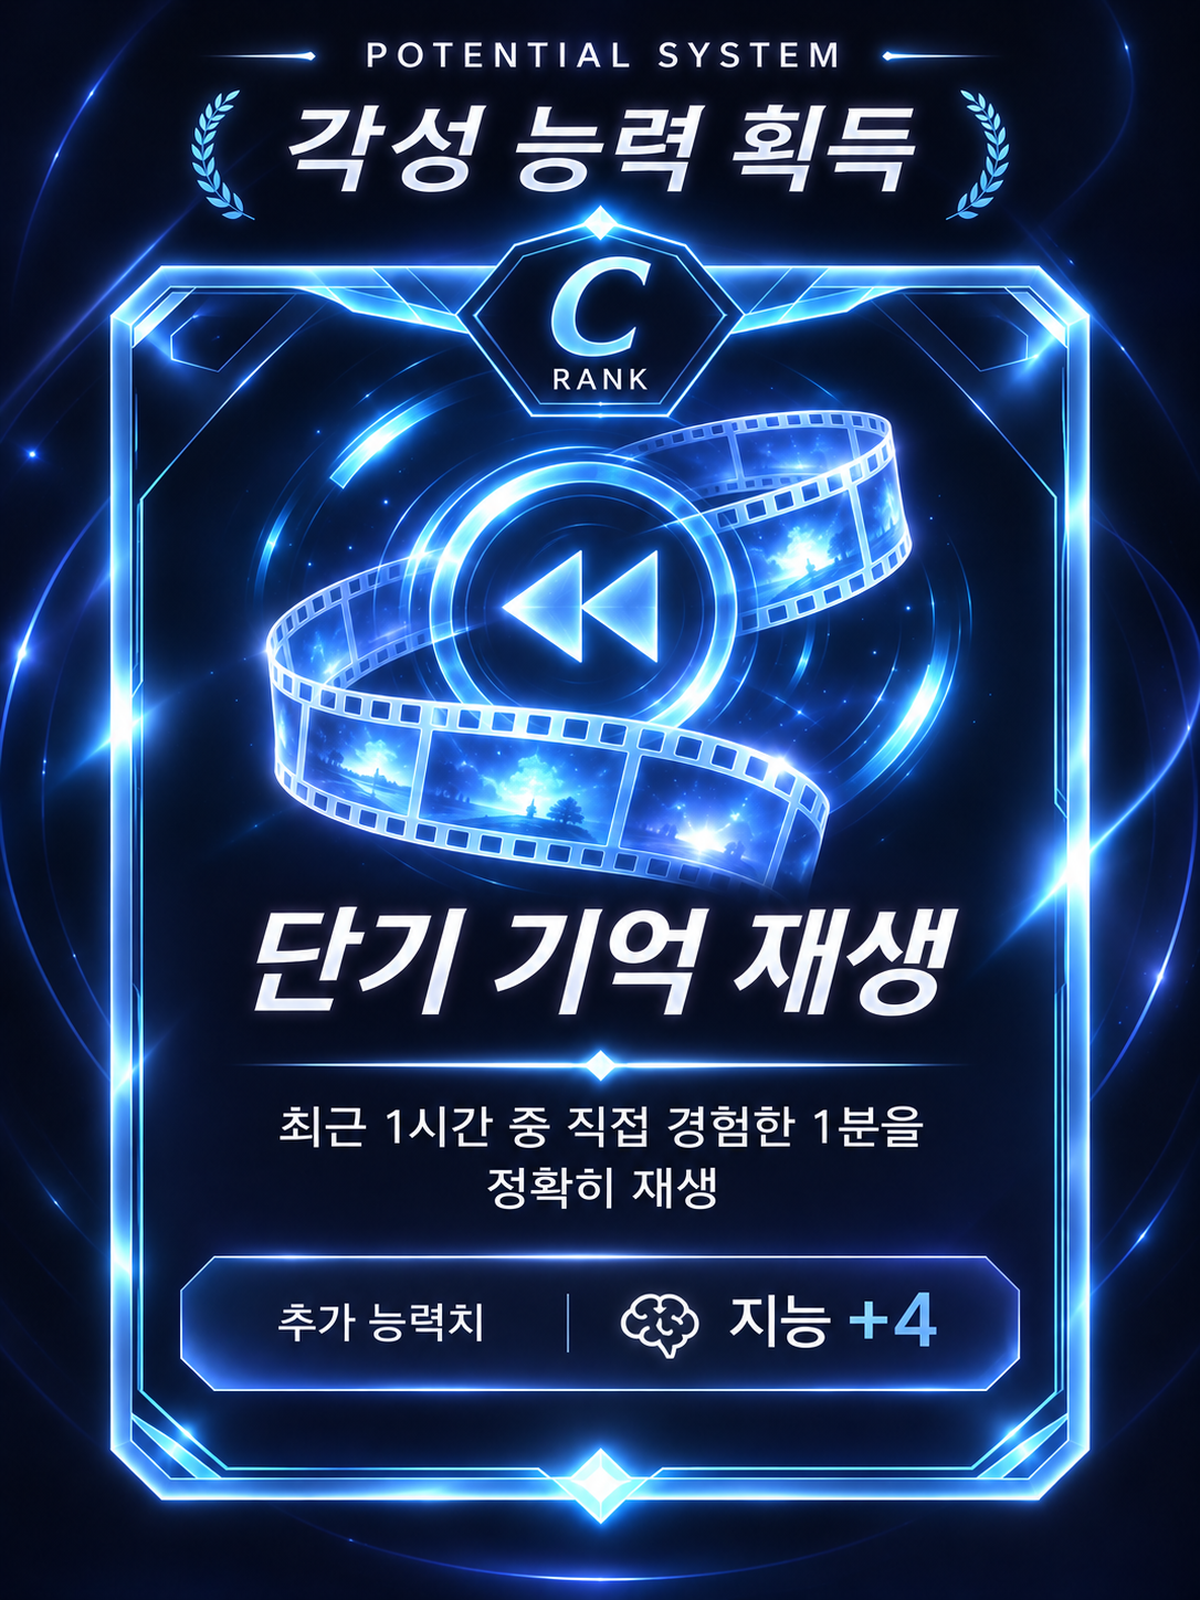 POTENTIAL SYSTEM
각성 능력 획득
C
RANK
단기 기억 재생
최근 1시간 중 직접 경험한 1분을
정확히 재생
추가 능력치
지능 +4